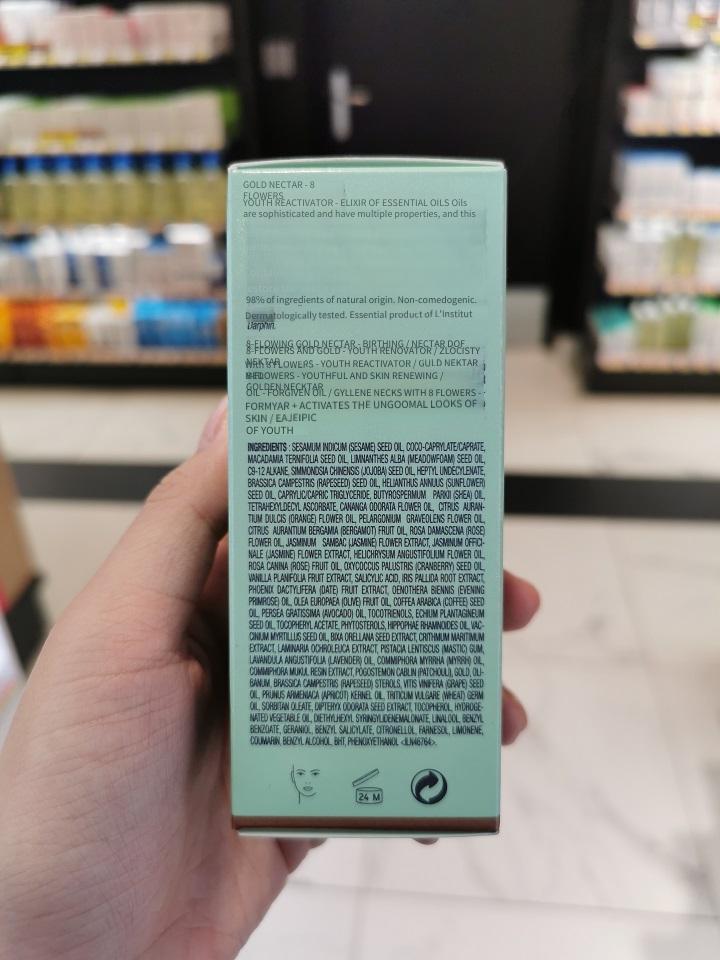 GOLD NECTAR - 8
FLOWERS
YOUTH REACTIVATOR - ELIXIR OF ESSENTIAL OILS Oils
are sophisticated and have multiple properties, and this
98% of ingredients of natural origin. Non-comedogenic.
Dermatologically tested. Essential product of L'Institut
Darphin.
8-FLOWING GOLD NECTAR - BIRTHING / NECTAR DOF
8-FLOWERS AND GOLD - YOUTH RENOVATOR / ZLOCISTY
NEKTAR
WITH 8 FLOWERS - YOUTH REACTIVATOR / GUILD NEKTAR
FLOWERS - YOUTHFUL AND SKIN RENEWING /
GOLDEN NECKTAR
OIL - FORGIVEN OIL / GYLLENE NECKS WITH 8 FLOWERS -
FORMYAR + ACTIVATES THE UNGOOMAL LOOKS OF
SKIN / EAJEIPIC
OF YOUTH
INGREDIENTS : SESAMUM INDICUM (SESAME) SEED OIL, COCO-CAPRYLATE/CAPRATE,
MACADAMIA TERNIFOLIA SEED OIL, LIMNANTHES ALBA (MEADOWFOAM) SEED OIL,
C9-12 ALKANE, SIMMONDSIA CHINENSIS (JOJOBA) SEED OIL, HEPTYL UNDECYLENATE,
BRASSICA CAMPESTRIS (RAPESEED) SEED OIL, HELIANTHUS ANNUUS (SUNFLOWER)
SEED OIL, CAPRYLIC/CAPRIC TRIGLYCERIDE, BUTYROSPERMUM PARKII (SHEA) OIL,
TETRAHEXYLDECYL ASCORBATE, CANANGA ODORATA FLOWER OIL, CITRUS AURAN-
TIUM DULCIS (ORANGE) FLOWER OIL, PELARGONIUM GRAVEOLENS FLOWER OIL,
CITRUS AURANTIUM BERGAMIA (BERGAMOT) FRUIT OIL, ROSA DAMASCENA (ROSE)
FLOWER OIL, JASMINUM SAMBAC (JASMINE) FLOWER EXTRACT, JASMINUM OFFICI-
NALE (JASMINE) FLOWER EXTRACT, HELICHRYSUM ANGUSTIFOLIUM FLOWER OIL,
ROSA CANINA (ROSE) FRUIT OIL, OXYCOCCUS PALUSTRIS (CRANBERRY) SEED OIL,
VANILLA PLANIFOLIA FRUIT EXTRACT, SALICYLIC ACID, IRIS PALLIDA ROOT EXTRACT,
PHOENIX DACTYLIFERA (DATE) FRUIT EXTRACT, OENOTHERA BIENNIS (EVENING
PRIMROSE) OIL, OLEA EUROPAEA (OLIVE) FRUIT OIL, COFFEA ARABICA (COFFEE) SEED
OIL, PERSEA GRATISSIMA (AVOCADO) OIL, TOCOTRIENOLS, ECHIUM PLANTAGINEUM
SEED OIL, TOCOPHERYL ACETATE, PHYTOSTEROLS, HIPPOPHAE RHAMNOIDES OIL, VAC-
CINIUM MYRTILLUS SEED OIL, BIXA ORELLANA SEED EXTRACT, CRITHMUM MARITIMUM
EXTRACT, LAMINARIA OCHROLEUCA EXTRACT, PISTACIA LENTISCUS (MASTIC) GUM,
LAVANDULA ANGUSTIFOLIA (LAVENDER) OIL, COMMIPHORA MYRRHA (MYRRH) OIL,
COMMIPHORA MUKUL RESIN EXTRACT, POGOSTEMON CABLIN (PATCHOULI), GOLD, OLI-
BANUM, BRASSICA CAMPESTRIS (RAPESEED) STEROLS, VITIS VINIFERA (GRAPE) SEED
OIL, PRUNUS ARMENIACA (APRICOT) KERNEL OIL, TRITICUM VULGARE (WHEAT) GERM
OIL, SORBITAN OLEATE, DIPTERYX ODORATA SEED EXTRACT, TOCOPHEROL, HYDROGE-
NATED VEGETABLE OIL, DIETHYLHEXYL SYRINGYLIDENEMALONATE, LINALOOL, BENZYL
BENZOATE, GERANIOL, BENZYL SALICYLATE, CITRONELLOL, FARNESOL, LIMONENE,
COUMARIN, BENZYL ALCOHOL, BHT, PHENOXYETHANOL <ILN46764>.
24 M